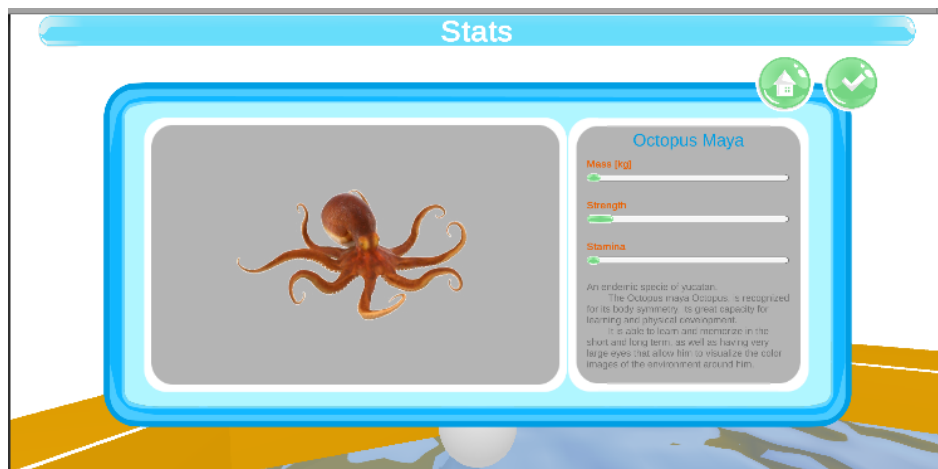 Stats
Octopus Maya
Mass [kg]
Strength
Stamina
An endemic specie of yucatan.
The Octopus maya Octopus, is recognized
for its body symmetry, its great capacity for
learning and physical development.
It is able to learn and memorize in the
short and long term, as well as having very
large eyes that allow him to visualize the color
images of the environment around him.